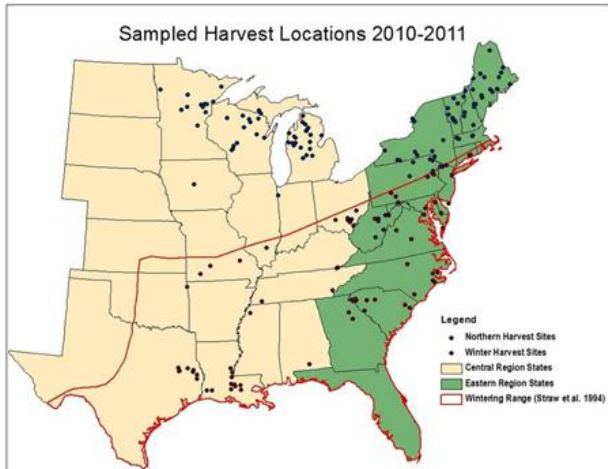 Sampled Harvest Locations 2010-2011
Legend
Northern Harvest Sites
Winter Harvest Sites
Central Region States
Eastern Region States
Wintering Range (Straw et al. 1994)